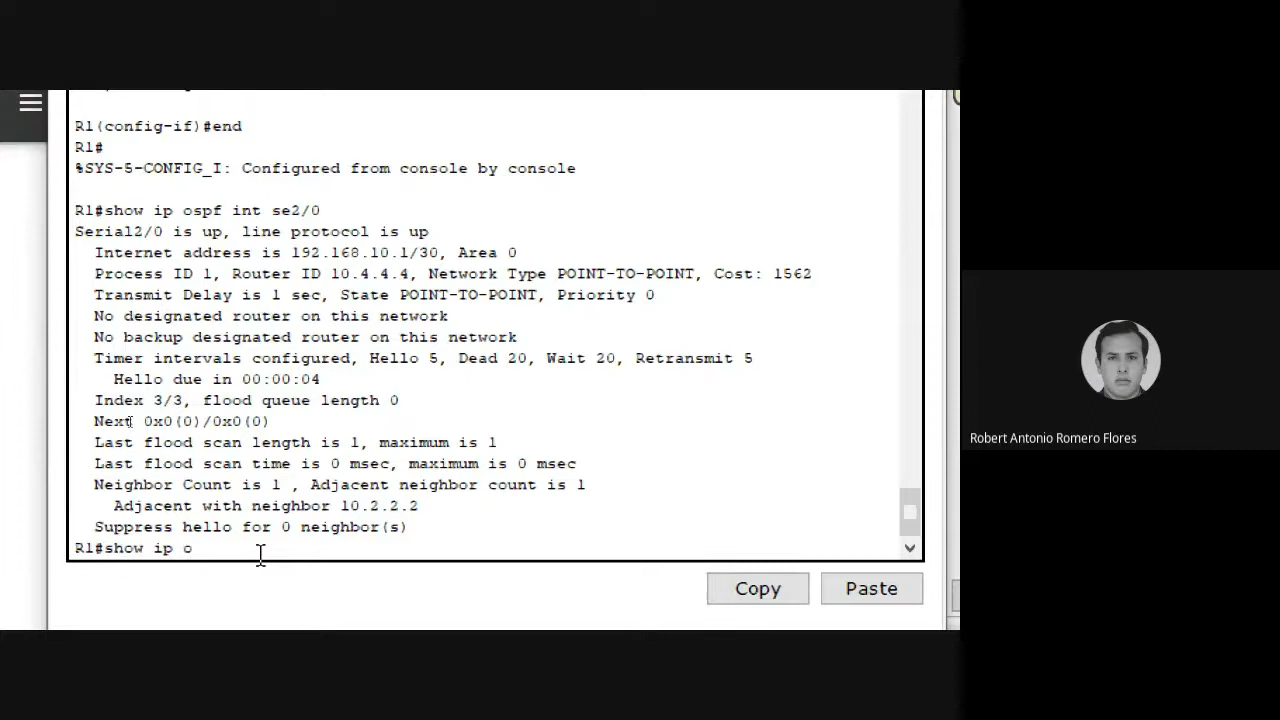 R1(config-if)#end
R1#
%SYS-5-CONFIG_I: Configured from console by console
R1#show ip ospf int se2/0
Serial2/0 is up, line protocol is up
Internet address is 192.168.10.1/30, Area 0
Process ID 1, Router ID 10.4.4.4, Network Type POINT-TO-POINT, Cost: 1562
Transmit Delay is 1 sec, State POINT-TO-POINT, Priority 0
No designated router on this network
No backup designated router on this network
Timer intervals configured, Hello 5, Dead 20, Wait 20, Retransmit 5
Hello due in 00:00:04
Index 3/3, flood queue length 0
Next 0x0(0)/0x0(0)
Last flood scan length is 1, maximum is 1
Last flood scan time is 0 msec, maximum is 0 msec
Neighbor Count is 1 , Adjacent neighbor count is 1
Adjacent with neighbor 10.2.2.2
Suppress hello for 0 neighbor(s)
R1#show ip o
Copy
Paste
Robert Antonio Romero Flores